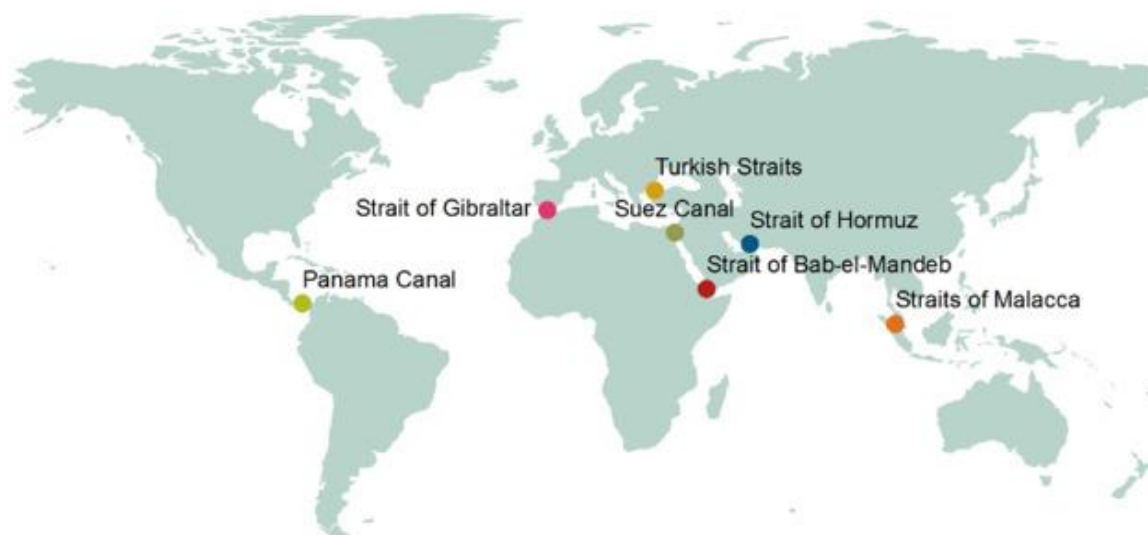 Turkish Straits
Strait of Gibraltar
Suez Canal
Strait of Hormuz
Strait of Bab-el-Mandeb
Panama Canal
Straits of Malacca